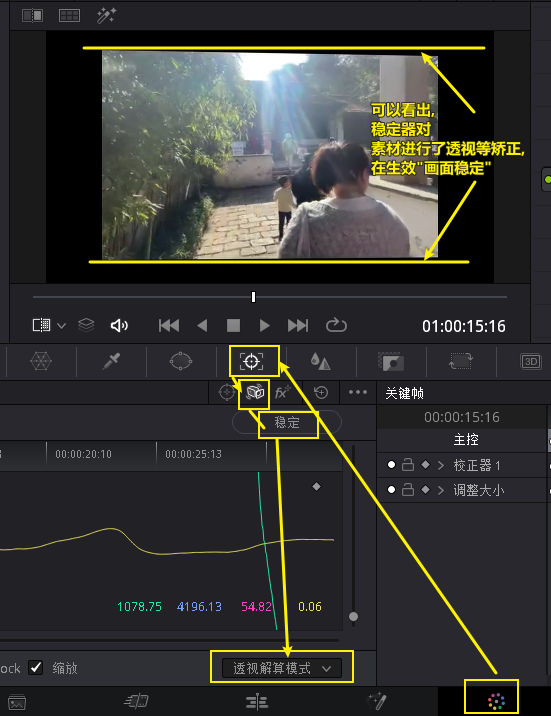 可以看出,
稳定器对
素材进行了透视等矫正,
在生效"画面稳定"
01:00:15:16
3D
fx
关键帧
稳定
00:00:15:16
主控
00:00:20:10
00:00:25:13
校正器 1
调整大小
1078.75 4196.13 54.82 0.06
ock 缩放 透视解算模式